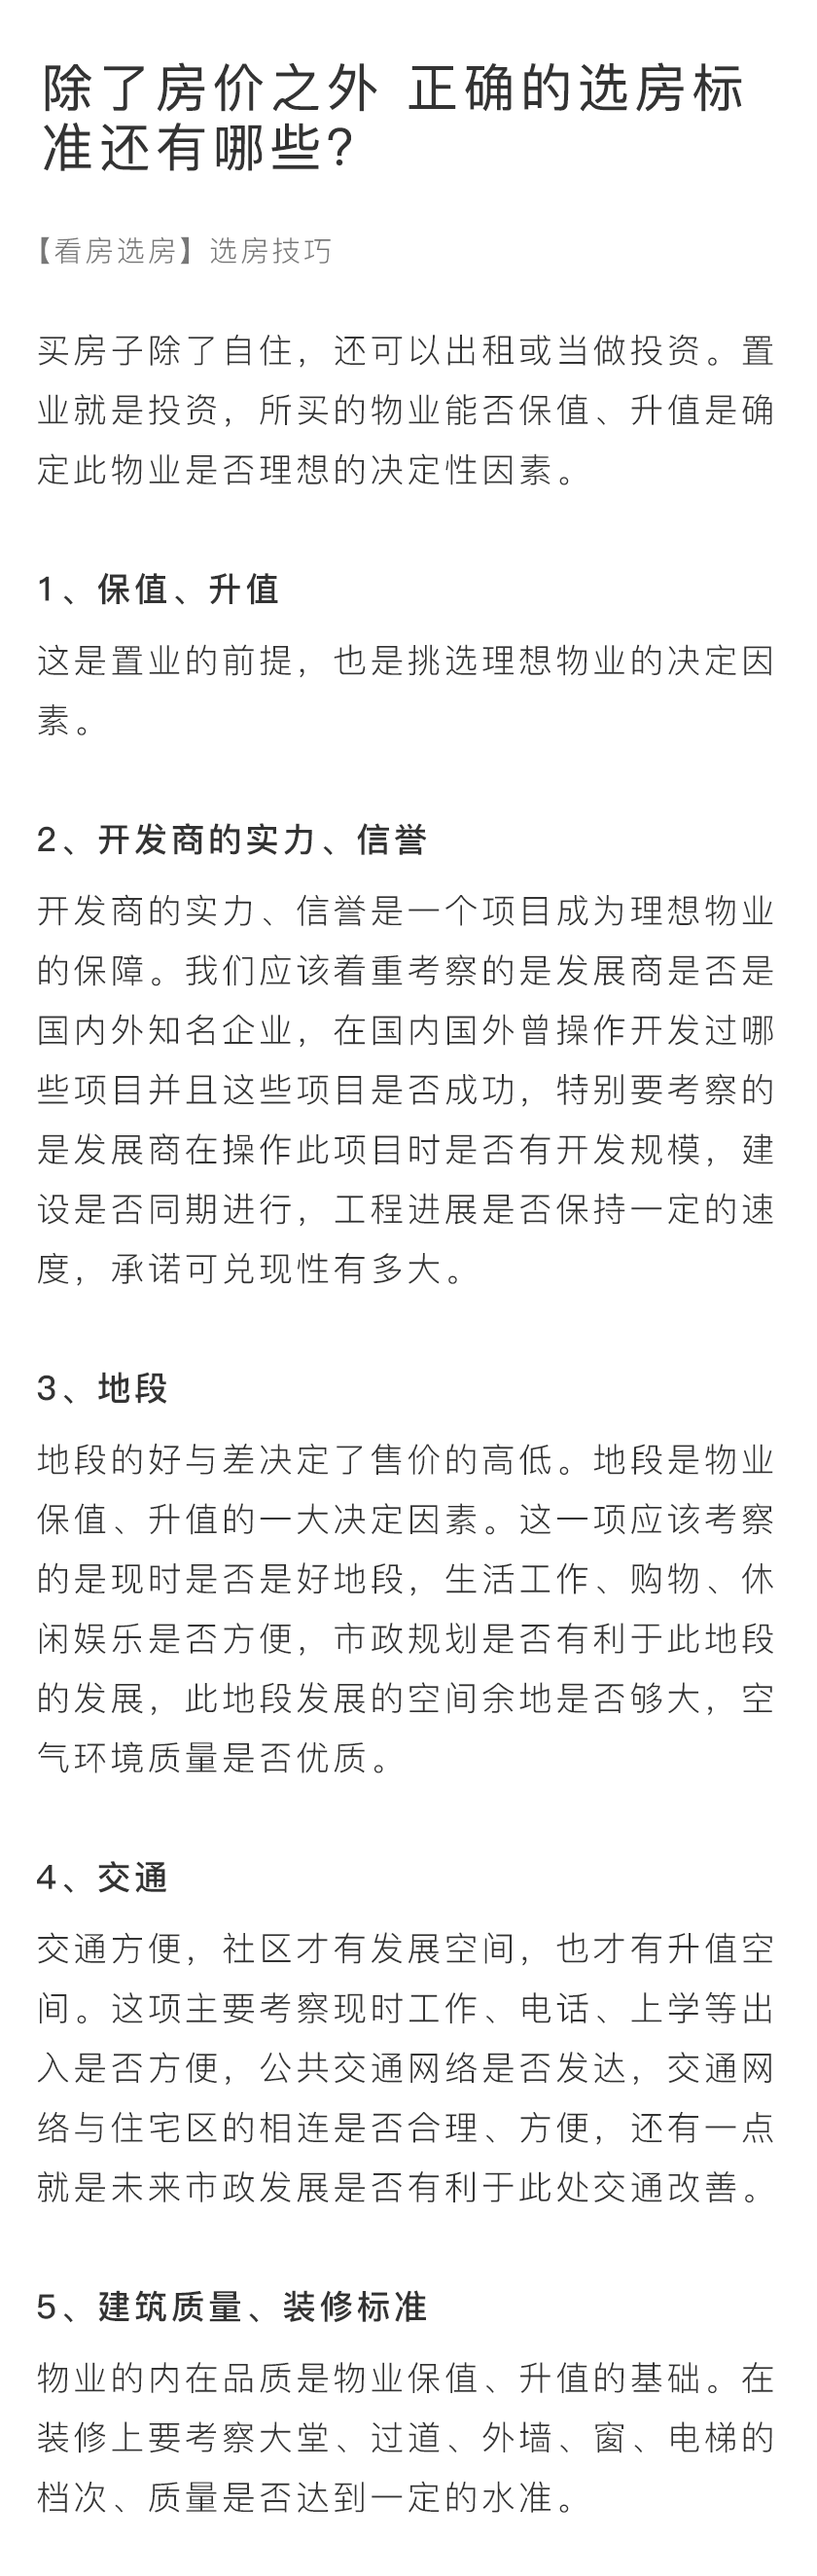 除了房价之外 正确的选房标
准还有哪些?
【看房选房】选房技巧
买房子除了自住，还可以出租或当做投资。置
业就是投资，所买的物业能否保值、升值是确
定此物业是否理想的决定性因素。
1、保值、升值
这是置业的前提，也是挑选理想物业的决定因
素。
2、开发商的实力、信誉
开发商的实力、信誉是一个项目成为理想物业
的保障。我们应该着重考察的是发展商是否是
国内外知名企业，在国内国外曾操作开发过哪
些项目并且这些项目是否成功，特别要考察的
是发展商在操作此项目时是否有开发规模，建
设是否同期进行，工程进展是否保持一定的速
度，承诺可兑现性有多大。
3、地段
地段的好与差决定了售价的高低。地段是物业
保值、升值的一大决定因素。这一项应该考察
的是现时是否是好地段，生活工作、购物、休
闲娱乐是否方便，市政规划是否有利于此地段
的发展，此地段发展的空间余地是否够大，空
气环境质量是否优质。
4、交通
交通方便，社区才有发展空间，也才有升值空
间。这项主要考察现时工作、电话、上学等出
入是否方便，公共交通网络是否发达，交通网
络与住宅区的相连是否合理、方便，还有一点
就是未来市政发展是否有利于此处交通改善。
5、建筑质量、装修标准
物业的内在品质是物业保值、升值的基础。在
装修上要考察大堂、过道、外墙、窗、电梯的
档次、质量是否达到一定的水准。